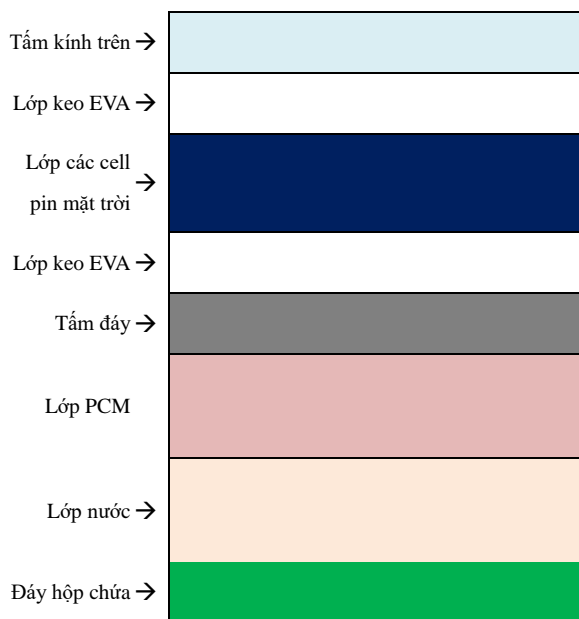 Tấm kính trên →
Lớp keo EVA →
Lớp các cell
pin mặt trời →
Lớp keo EVA →
Tấm đáy →
Lớp PCM
Lớp nước →
Đáy hộp chứa →